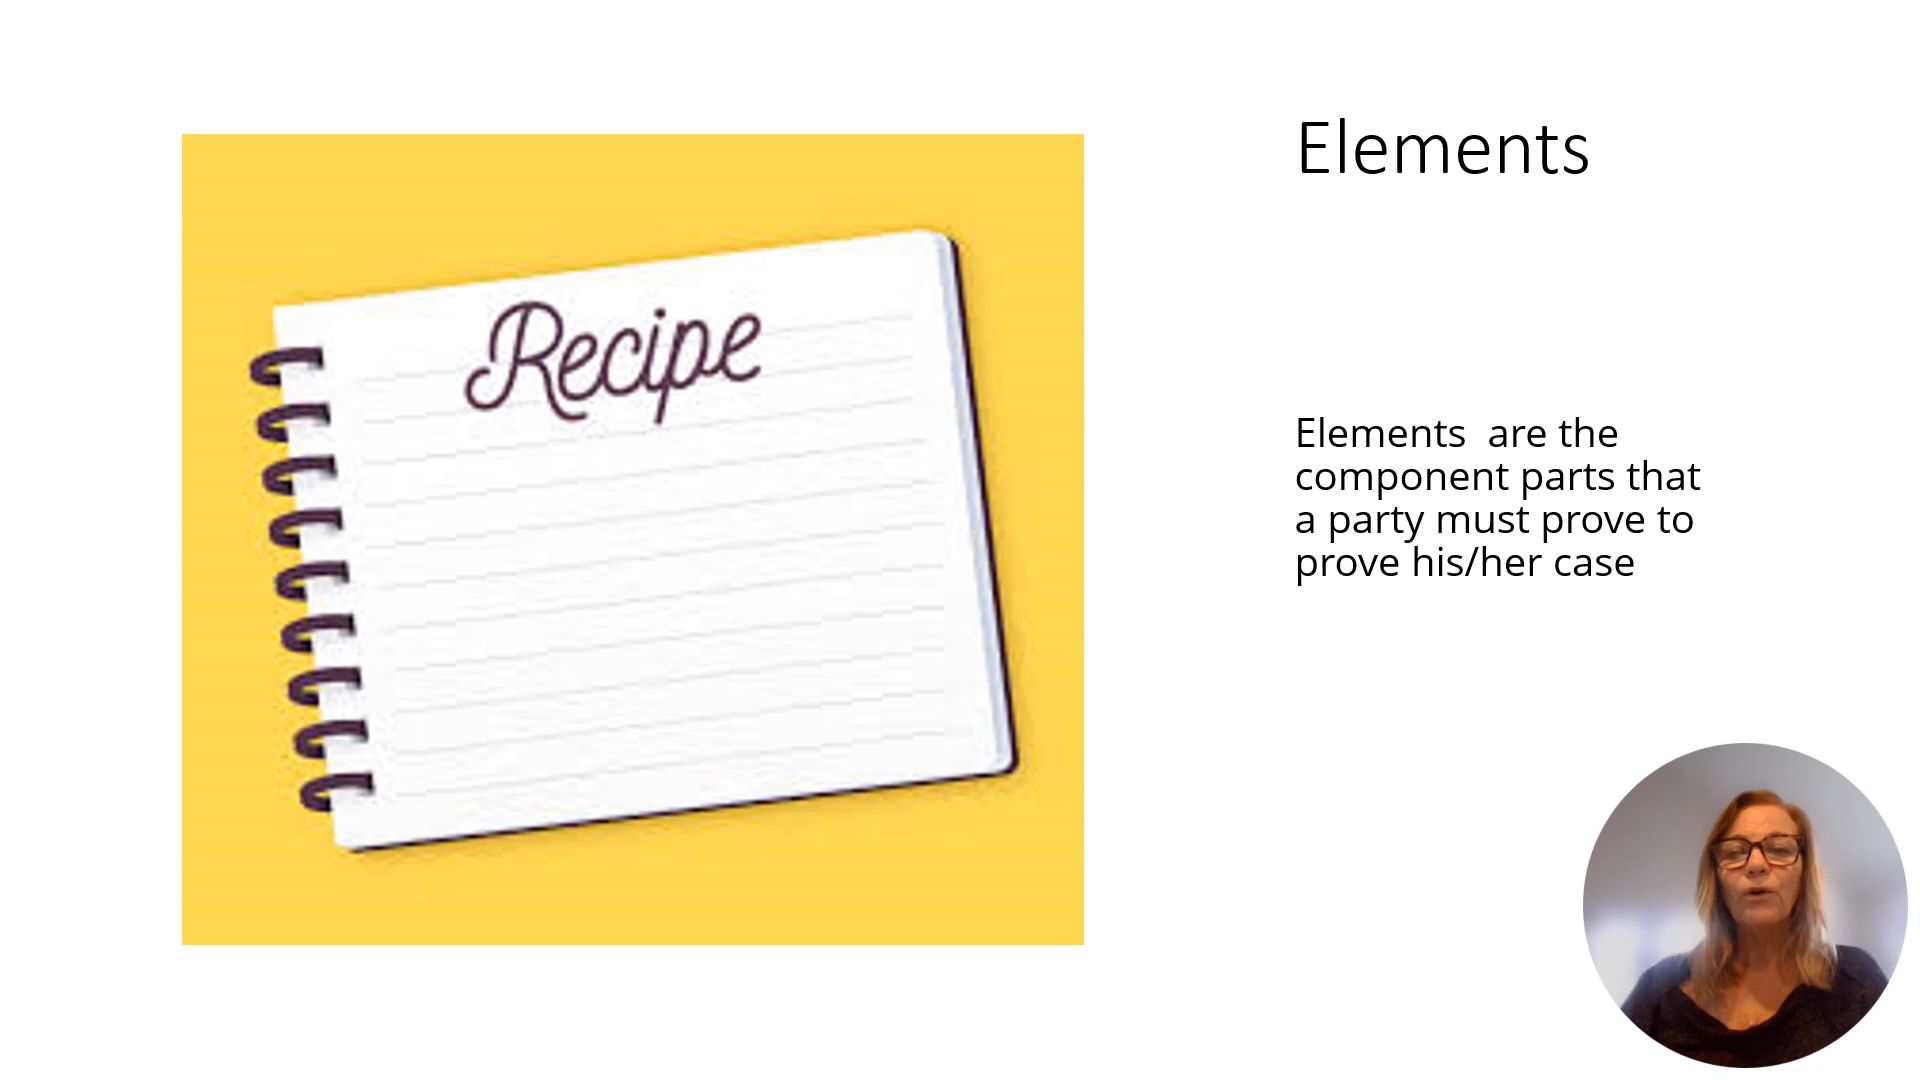 Elements
Recipe
Elements  are the
component parts that
a party must prove to
prove his/her case